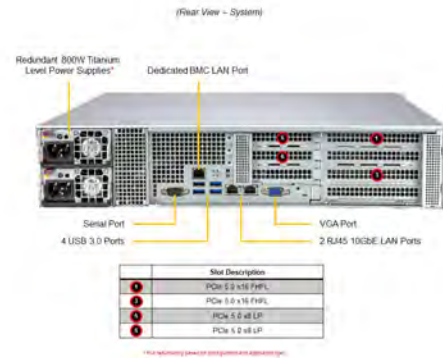 (Rear View – System)
Redundant 800W Titanium
Level Power Supplies*
Dedicated BMC LAN Port
Serial Port
VGA Port
4 USB 3.0 Ports
2 RJ45 10GbE LAN Ports
Slot Description
PCIe 5.0 x16 FHFL
PCIe 5.0 x16 FHFL
PCIe 5.0 x8 LP
PCIe 5.0 x8 LP